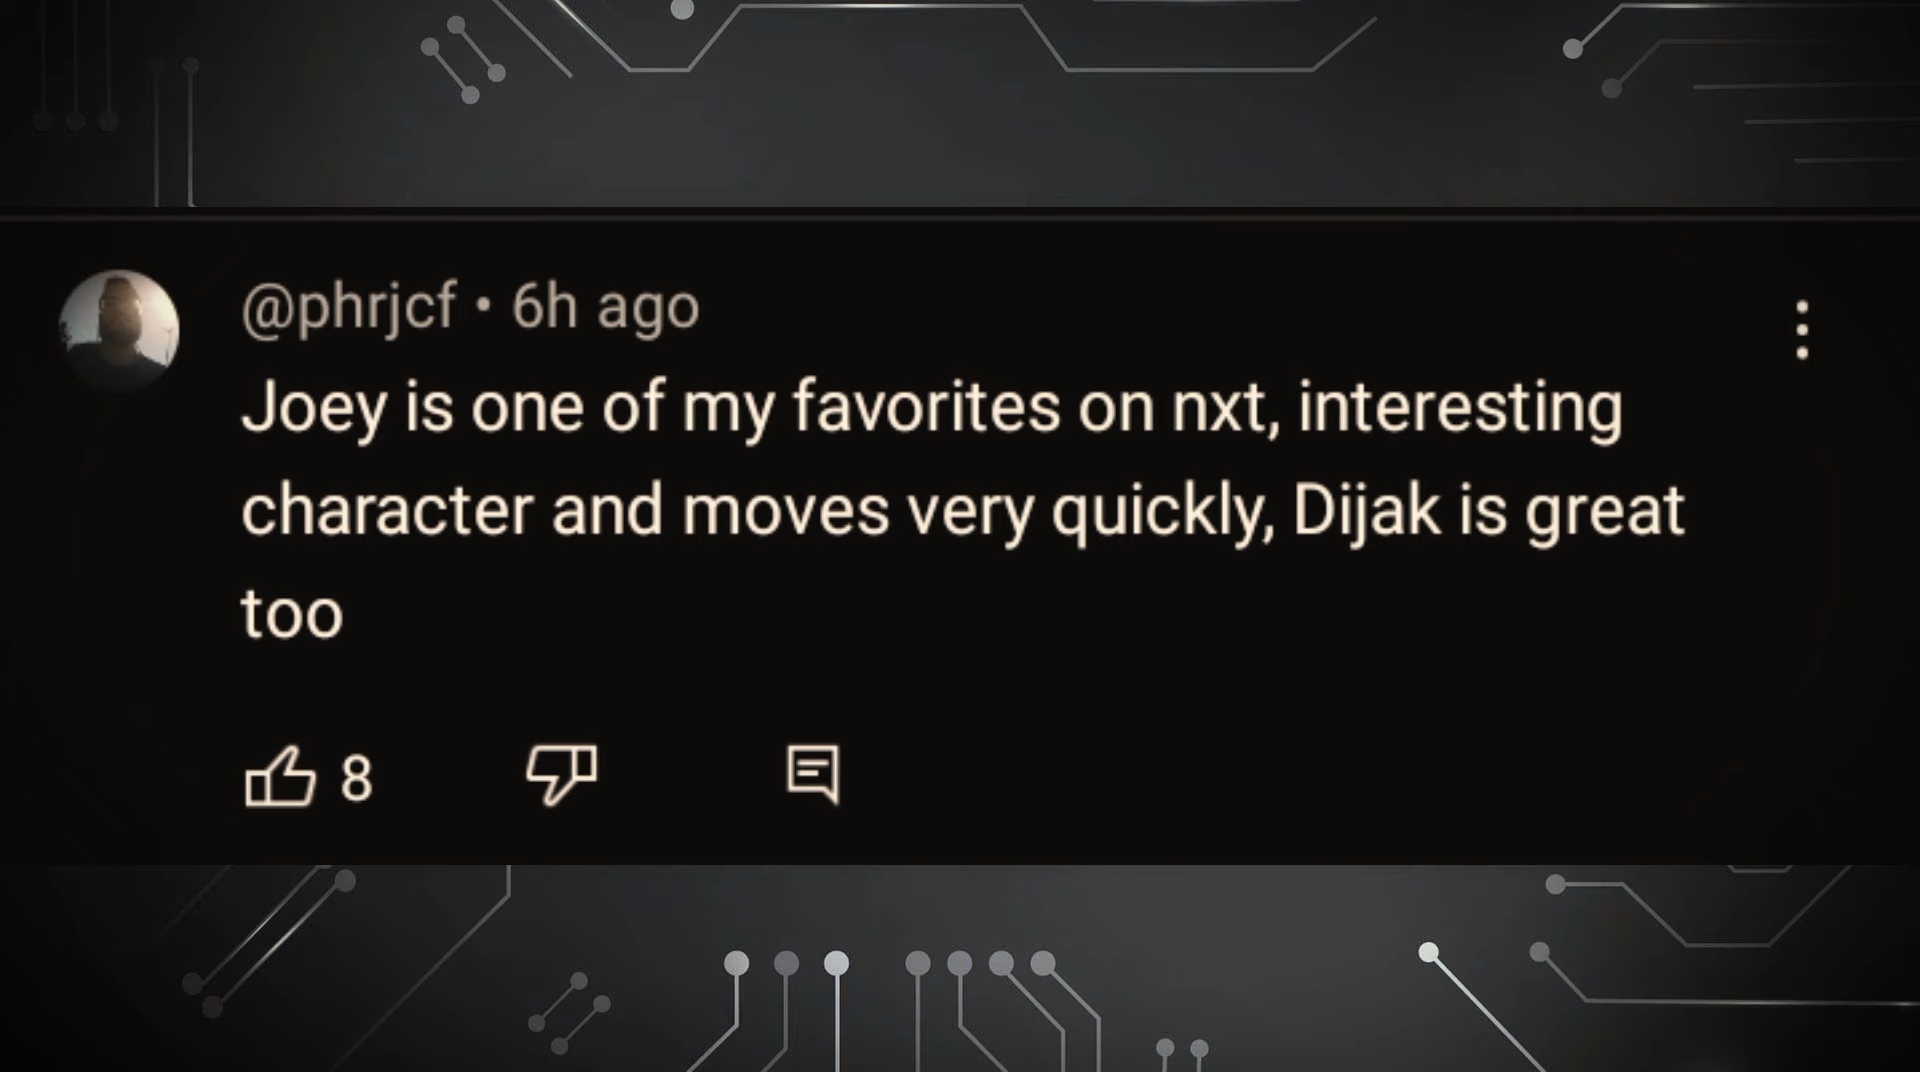 @phrjcf • 6h ago
Joey is one of my favorites on nxt, interesting
character and moves very quickly, Dijak is great
too
8